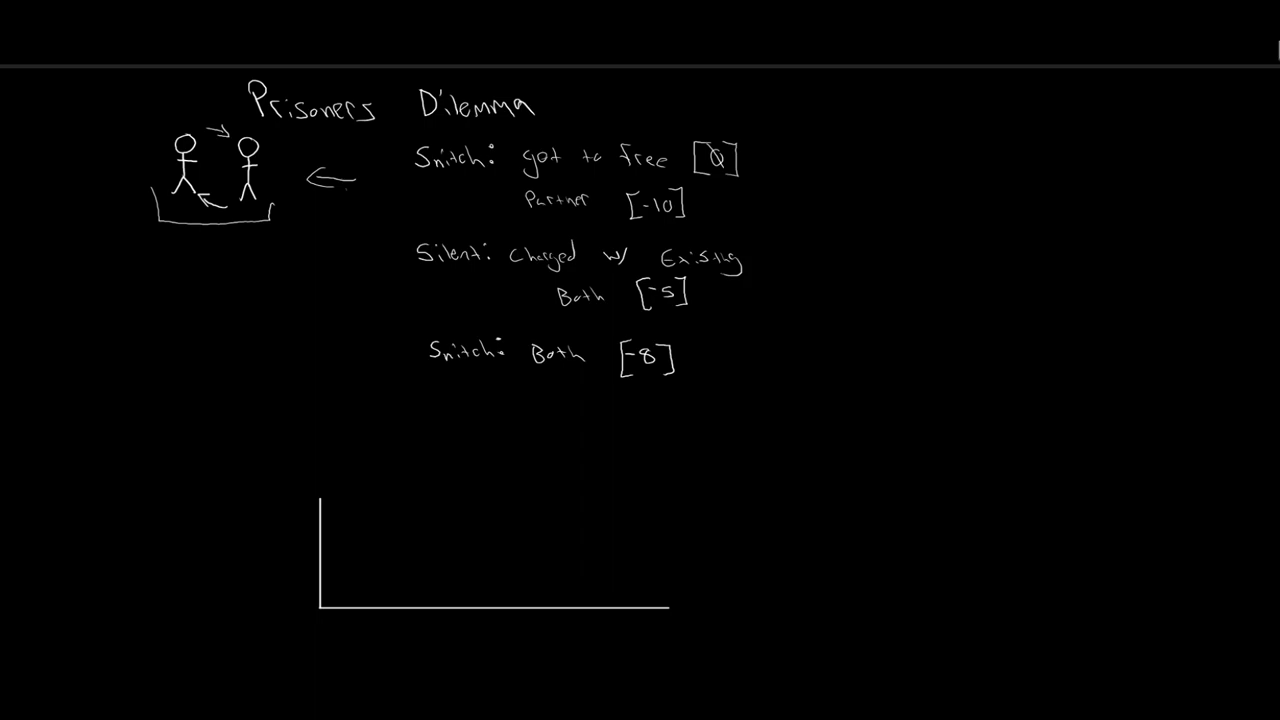 Prisoners Dilemma
Snitch: got to free [0]
Partner [-10]
Silent: Charged w/ Existing
Both [-5]
Snitch: Both [-8]